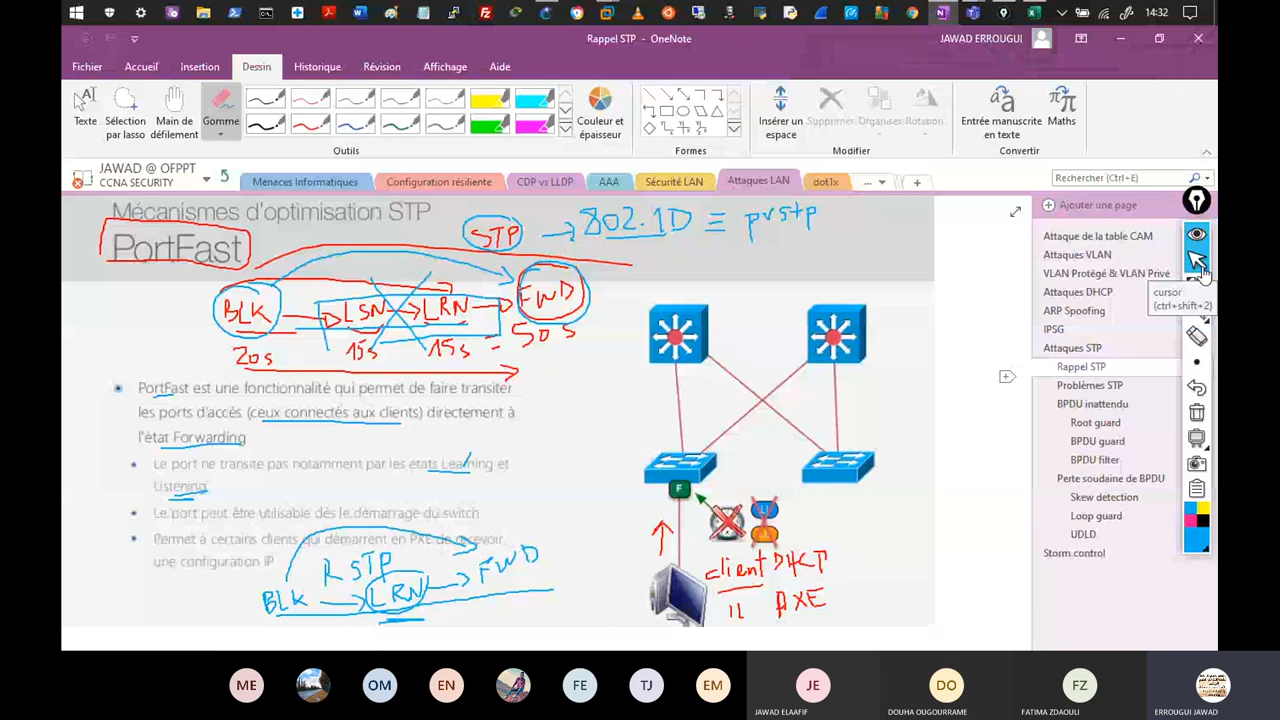 14:32
Rappel STP - OneNote
JAWAD ERROUGUI
Fichier
Accueil
Insertion
Dessin
Historique
Révision
Affichage
Aide
Texte
Sélection par lasso
Main de défilement
Gomme
Couleur et épaisseur
Insérer un espace
Supprimer
Organiser
Rotation
Entrée manuscrite en texte
Maths
Outils
Formes
Modifier
Convertir
JAWAD @ OFPPT
CCNA SECURITY
Menaces Informatiques
Configuration résiliente
CDP vs LLDP
AAA
Sécurité LAN
Attaques LAN
dot1x
...
Rechercher (Ctrl+E)
Mécanismes d'optimisation STP
PortFast
STP → 802.1D ≡ pvstp
BLK → LSN → LRN → FWD
20s 15s 15s = 50s
PortFast est une fonctionnalité qui permet de faire transiter
les ports d'accès (ceux connectés aux clients) directement à
l'état Forwarding
Le port ne transite pas notamment par les états Learning et
Listening
Le port peut être utilisable dès le démarrage du switch
Permet à certains clients qui démarrent en PXE de recevoir
une configuration IP
RSTP
BLK → LRN → FWD
F
LI
LE
client DHCP
PXE
Ajouter une page
Attaque de la table CAM
Attaques VLAN
VLAN Protégé & VLAN Privé
Attaques DHCP
ARP Spoofing
IPSG
Attaques STP
Rappel STP
Problèmes STP
BPDU inattendu
Root guard
BPDU guard
BPDU filter
Perte soudaine de BPDU
Skew detection
Loop guard
UDLD
Storm control
cursor
(ctrl+shift+2)
ME
OM
EN
FE
TJ
EM
JE
DO
FZ
JAWAD ELAAFIF
DOUHA OUGOURRAME
FATIMA ZDAOULI
ERROUGUI JAWAD